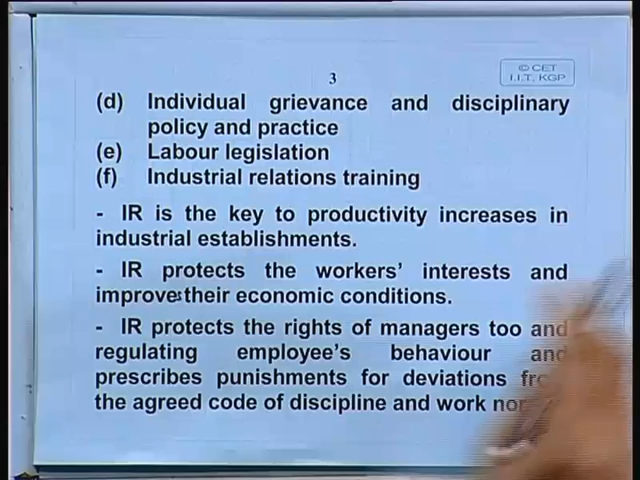 3
© CET
I.I.T. KGP
(d) Individual grievance and disciplinary
policy and practice
(e) Labour legislation
(f) Industrial relations training
- IR is the key to productivity increases in
industrial establishments.
- IR protects the workers' interests and
improves their economic conditions.
- IR protects the rights of managers too and
regulating employee's behaviour and
prescribes punishments for deviations
the agreed code of discipline and work